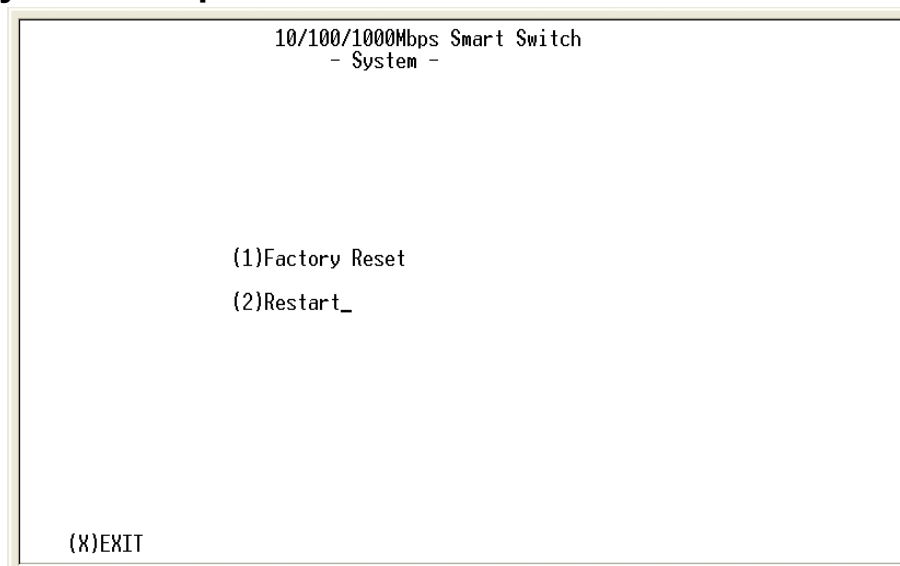 10/100/1000Mbps Smart Switch
- System -
(1)Factory Reset
(2)Restart_
(X)EXIT